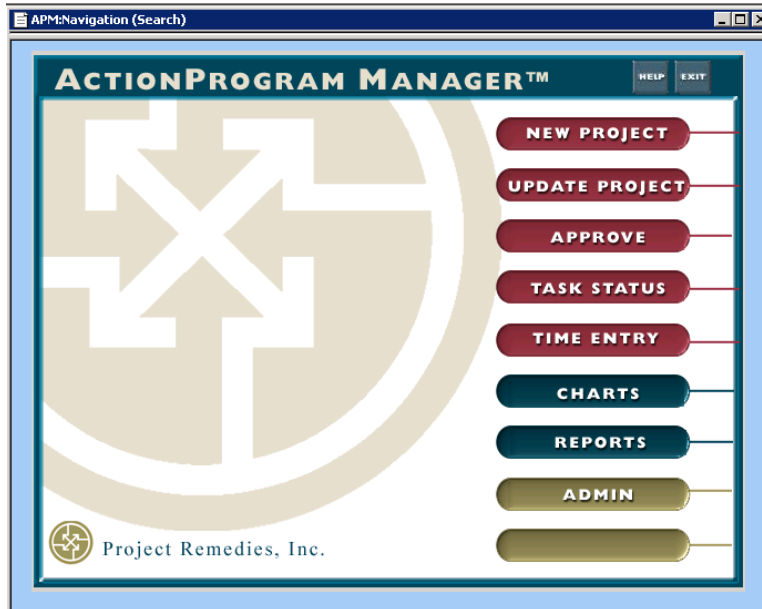 APM:Navigation (Search)
ACTIONPROGRAM MANAGER™
HELP EXIT
NEW PROJECT
UPDATE PROJECT
APPROVE
TASK STATUS
TIME ENTRY
CHARTS
REPORTS
ADMIN
Project Remedies, Inc.